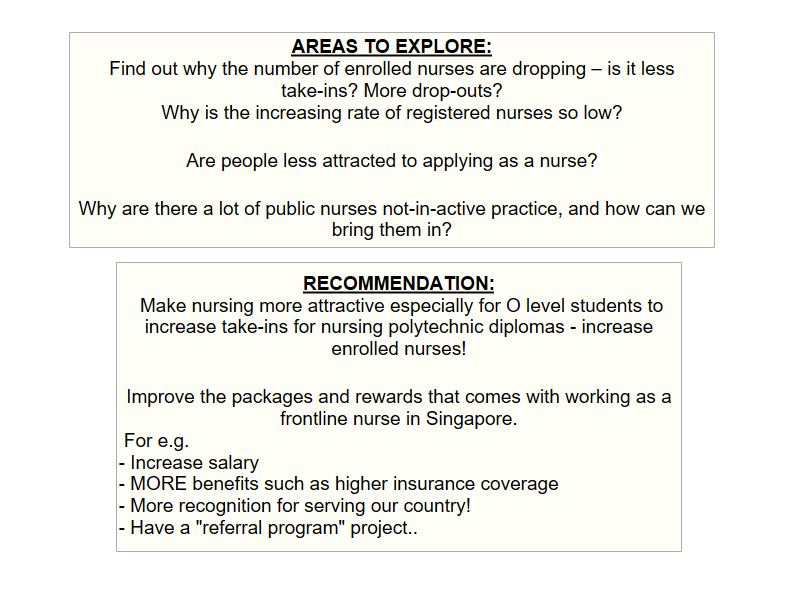 AREAS TO EXPLORE:
Find out why the number of enrolled nurses are dropping – is it less
take-ins? More drop-outs?
Why is the increasing rate of registered nurses so low?
Are people less attracted to applying as a nurse?
Why are there a lot of public nurses not-in-active practice, and how can we
bring them in?
RECOMMENDATION:
Make nursing more attractive especially for O level students to
increase take-ins for nursing polytechnic diplomas - increase
enrolled nurses!
Improve the packages and rewards that comes with working as a
frontline nurse in Singapore.
For e.g.
- Increase salary
- MORE benefits such as higher insurance coverage
- More recognition for serving our country!
- Have a "referral program" project..